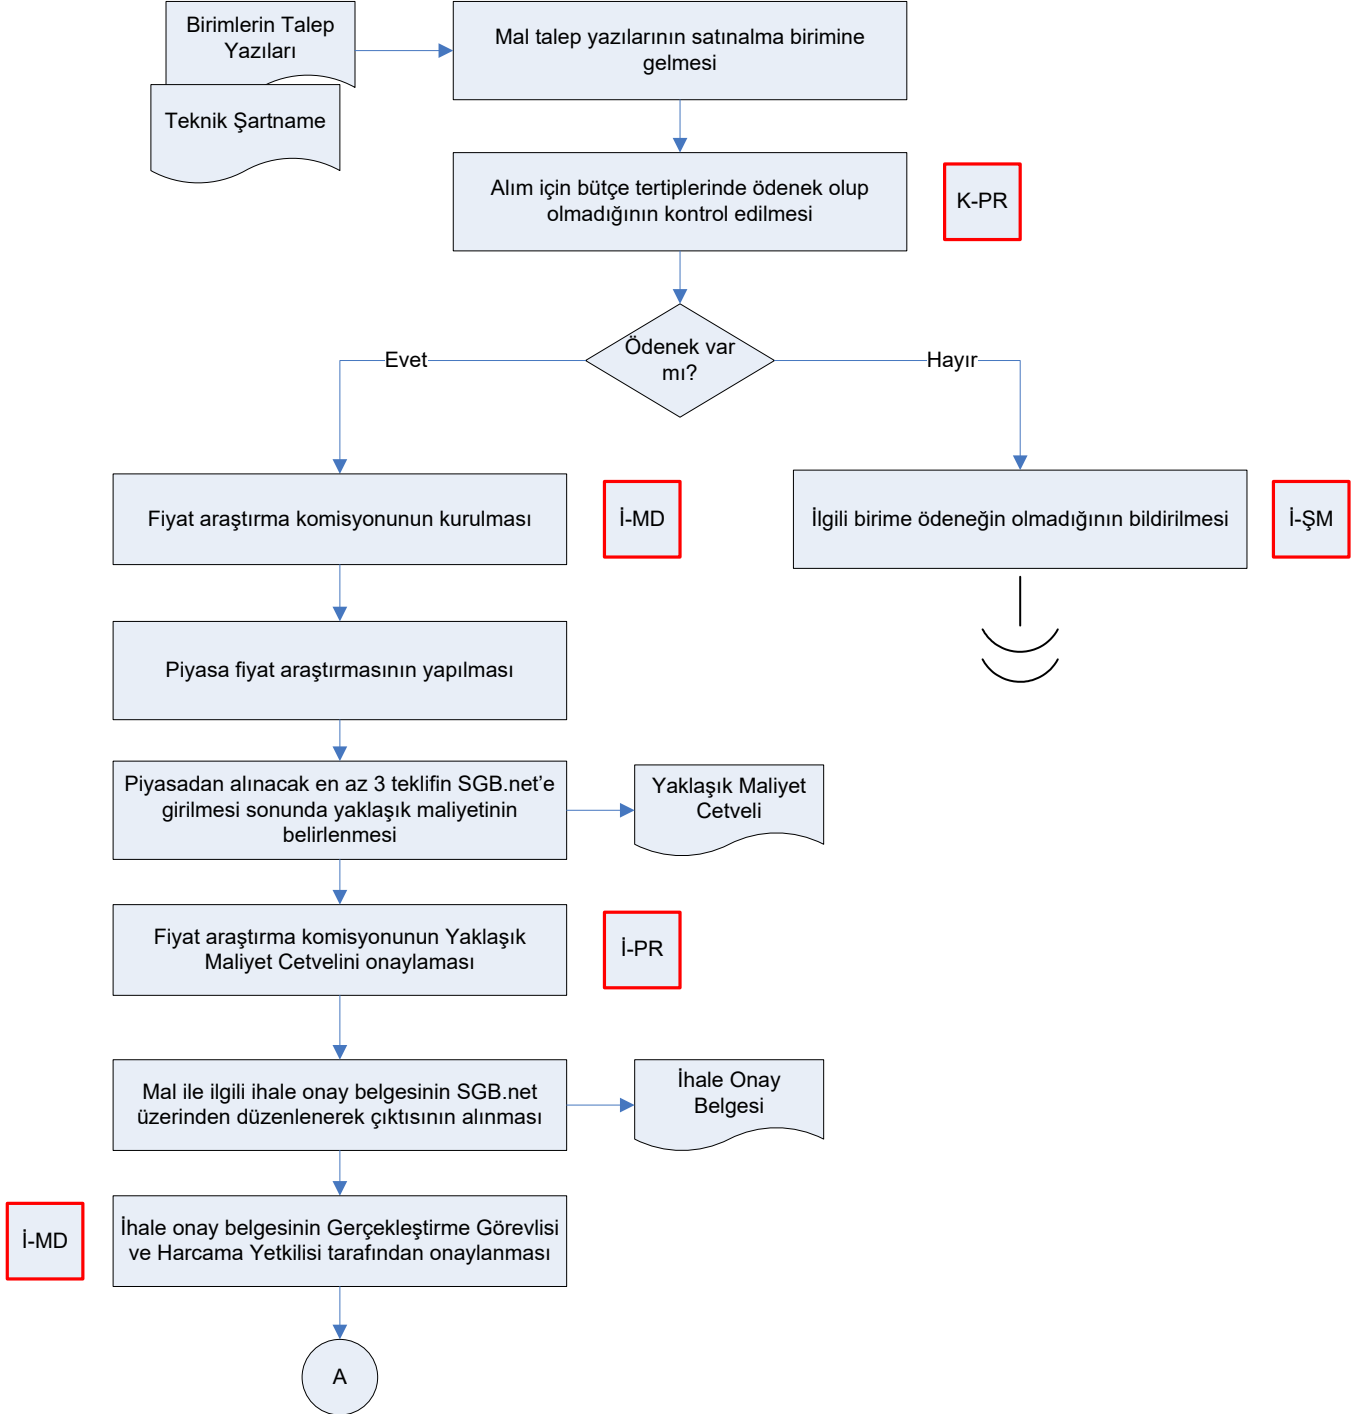 Birimlerin Talep
Yazıları
Mal talep yazılarının satınalma birimine
gelmesi
Teknik Şartname
Alım için bütçe tertiplerinde ödenek olup
olmadığının kontrol edilmesi
K-PR
Ödenek var
mı?
Evet
Hayır
Fiyat araştırma komisyonunun kurulması
İ-MD
İlgili birime ödeneğin olmadığının bildirilmesi
İ-ŞM
Piyasa fiyat araştırmasının yapılması
Piyasadan alınacak en az 3 teklifin SGB.net’e
girilmesi sonunda yaklaşık maliyetinin
belirlenmesi
Yaklaşık Maliyet
Cetveli
Fiyat araştırma komisyonunun Yaklaşık
Maliyet Cetvelini onaylaması
İ-PR
Mal ile ilgili ihale onay belgesinin SGB.net
üzerinden düzenlenerek çıktısının alınması
İhale Onay
Belgesi
İ-MD
İhale onay belgesinin Gerçekleştirme Görevlisi
ve Harcama Yetkilisi tarafından onaylanması
A